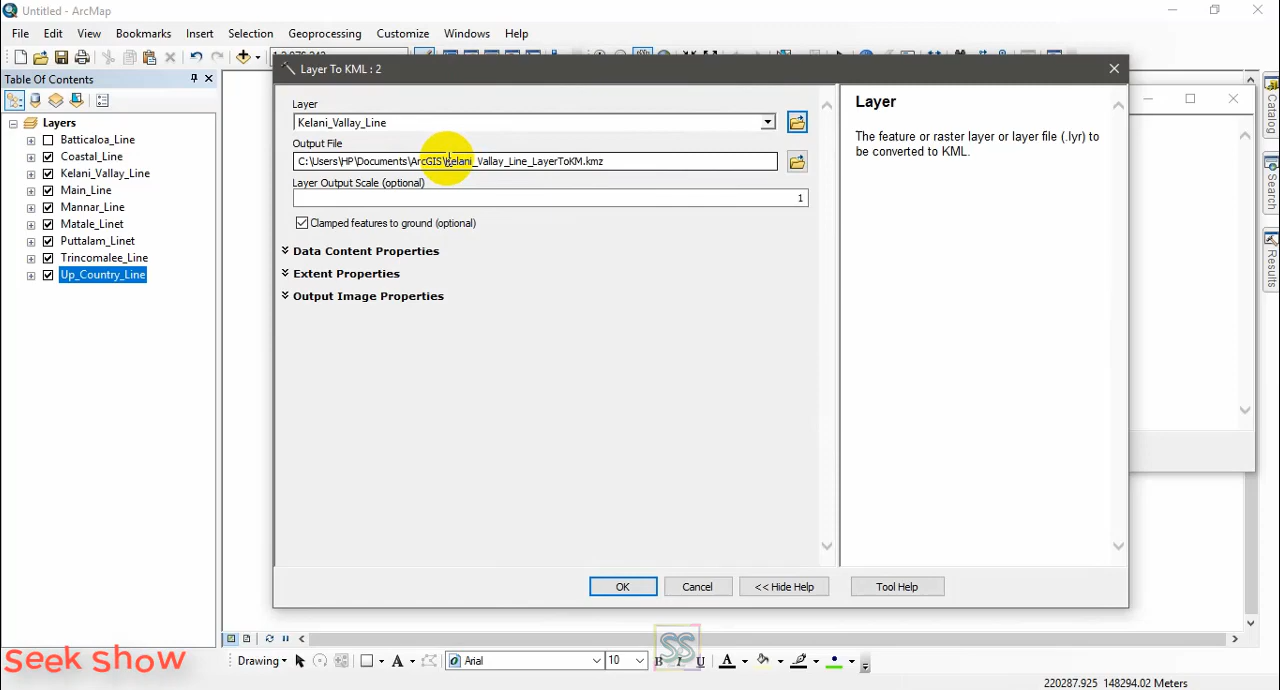 Untitled - ArcMap
File Edit View Bookmarks Insert Selection Geoprocessing Customize Windows Help
Table Of Contents
Layers
Batticaloa_Line
Coastal_Line
Kelani_Vallay_Line
Main_Line
Mannar_Line
Matale_Linet
Puttalam_Linet
Trincomalee_Line
Up_Country_Line
Layer To KML : 2
Layer
Kelani_Vallay_Line
Output File
C:\Users\HP\Documents\ArcGIS\Kelani_Vallay_Line_LayerToKM.kmz
Layer Output Scale (optional)
1
Clamped features to ground (optional)
Data Content Properties
Extent Properties
Output Image Properties
OK
Cancel
<< Hide Help
Tool Help
Layer
The feature or raster layer or layer file (.lyr) to
be converted to KML.
Catalog
Search
Results
Seek Show
SS
Drawing
Arial
10
B I U
A
220287.925 148294.02 Meters